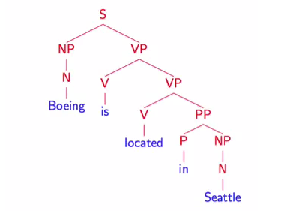 S
NP VP
N V VP
Boeing is V PP
located P NP
in N
Seattle